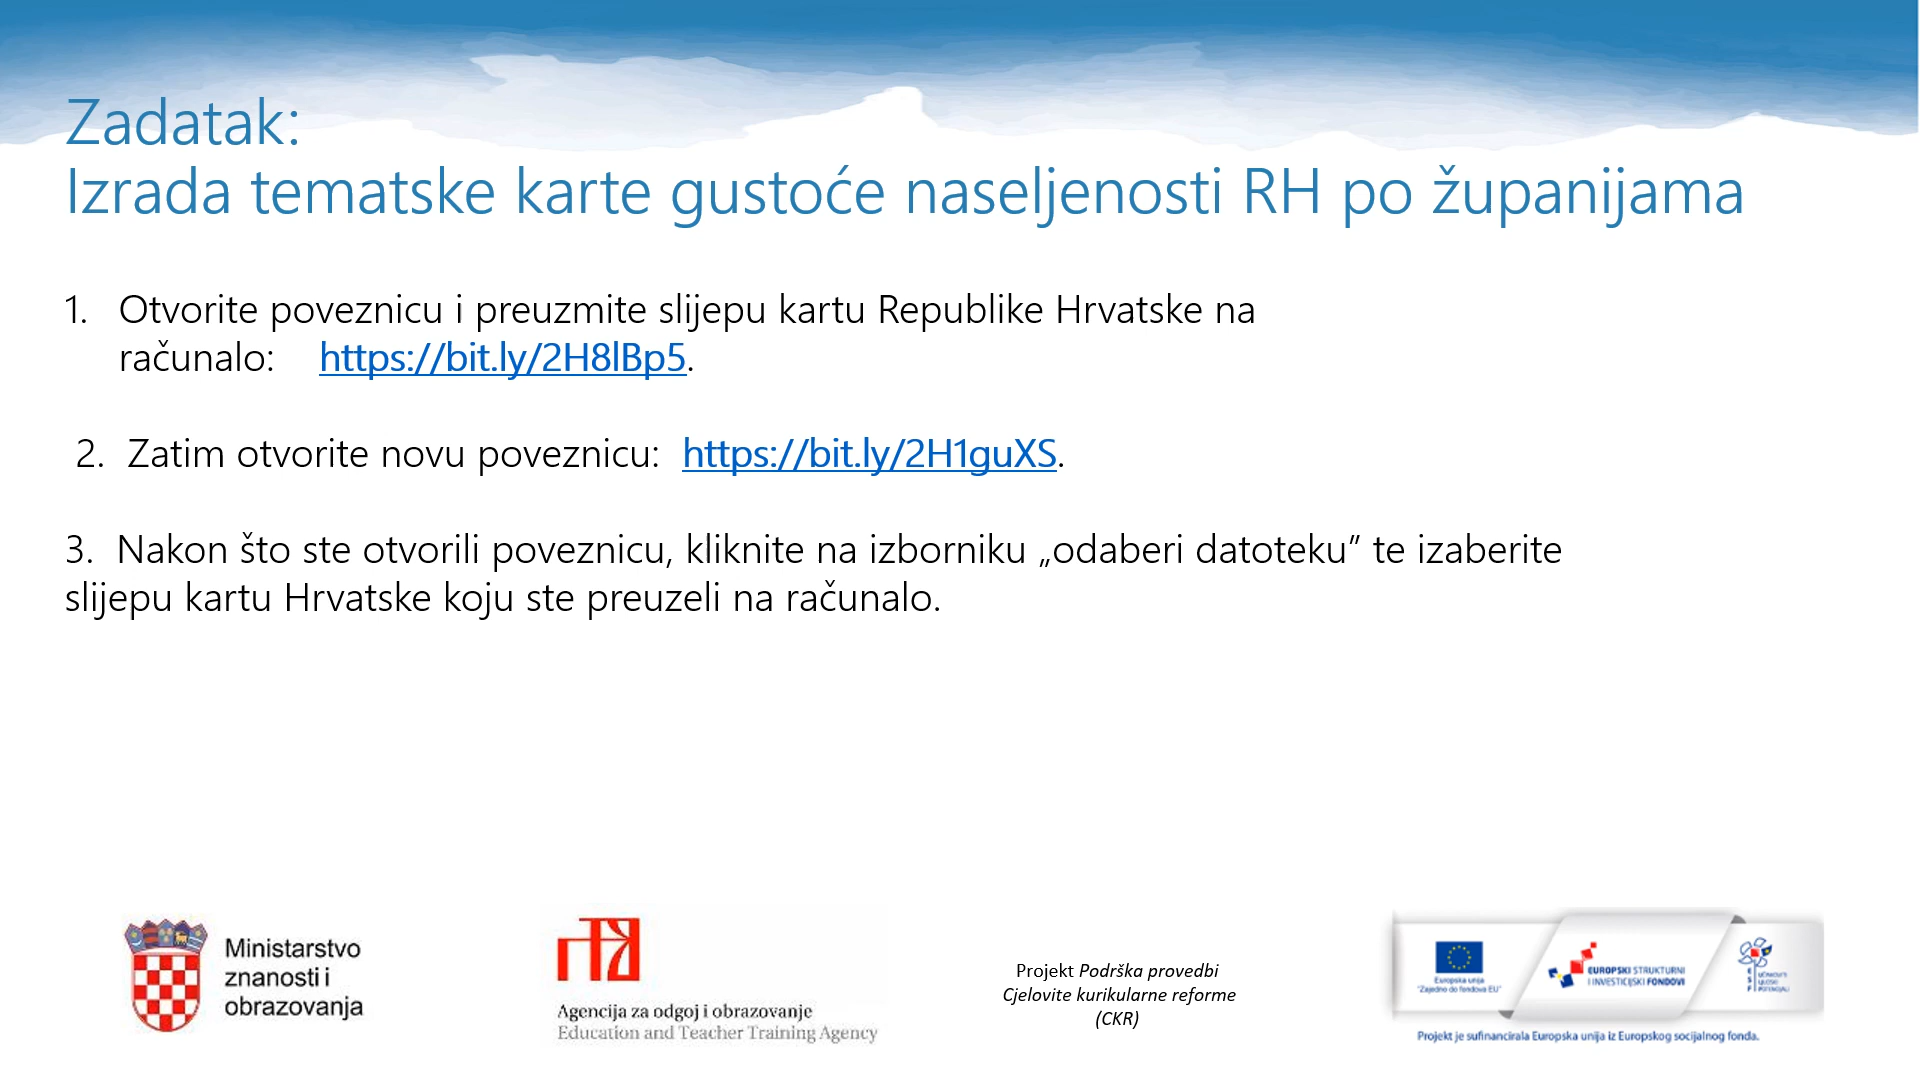 Zadatak:
Izrada tematske karte gustoće naseljenosti RH po županijama
1. Otvorite poveznicu i preuzmite slijepu kartu Republike Hrvatske na
računalo: https://bit.ly/2H8lBp5.
2. Zatim otvorite novu poveznicu: https://bit.ly/2H1guXS.
3. Nakon što ste otvorili poveznicu, kliknite na izborniku „odaberi datoteku” te izaberite
slijepu kartu Hrvatske koju ste preuzeli na računalo.
Ministarstvo
znanosti i
obrazovanja
Agencija za odgoj i obrazovanje
Education and Teacher Training Agency
Projekt Podrška provedbi
Cjelovite kurikularne reforme
(CKR)
Europska unija
"Zajedno do fondova EU"
EUROPSKI STRUKTURNI
I INVESTICIJSKI FONDOVI
Projekt je sufinancirala Europska unija iz Europskog socijalnog fonda.